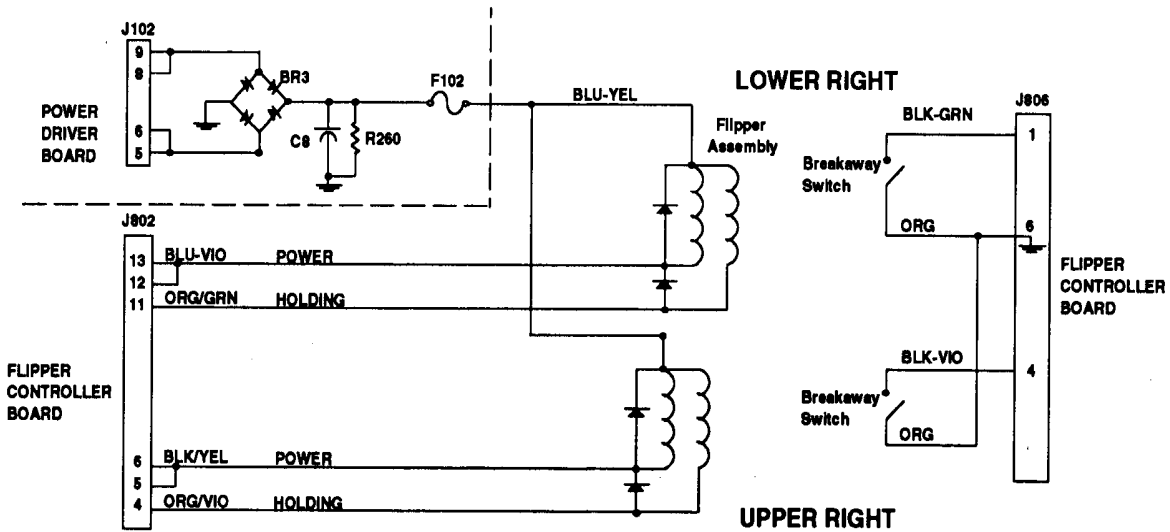 J102
9
8
6
5
POWER
DRIVER
BOARD
BR3
C8
R260
F102
BLU-YEL
LOWER RIGHT
Flipper
Assembly
J802
13
12
11
6
5
4
BLU-VIO
POWER
ORG/GRN
HOLDING
FLIPPER
CONTROLLER
BOARD
BLK/YEL
POWER
ORG/VIO
HOLDING
UPPER RIGHT
J806
1
6
4
BLK-GRN
Breakaway
Switch
ORG
FLIPPER
CONTROLLER
BOARD
BLK-VIO
Breakaway
Switch
ORG